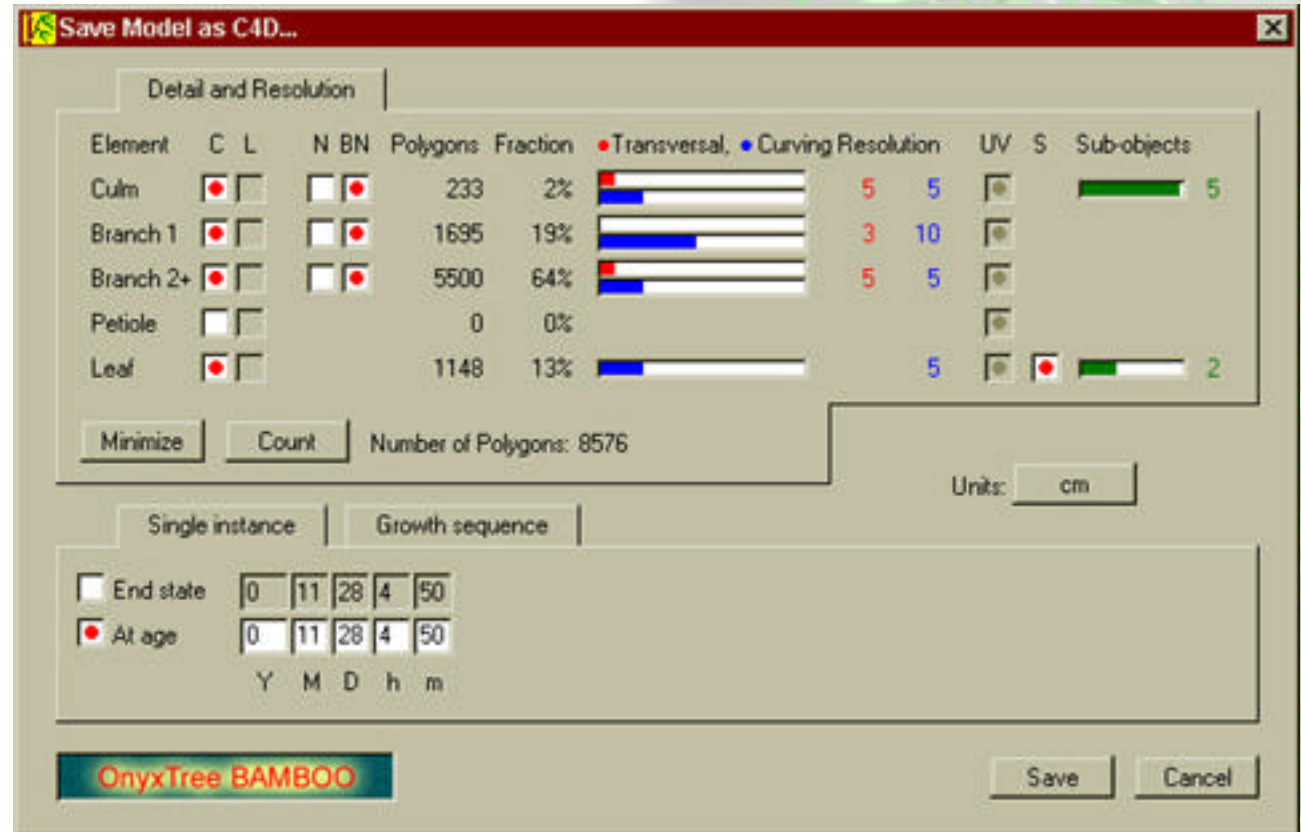 Save Model as C4D...
Detail and Resolution
Element C L N BN Polygons Fraction •Transversal, •Curving Resolution UV S Sub-objects
Culm 233 2% 5 5 5
Branch 1 1695 19% 3 10
Branch 2+ 5500 64% 5 5
Petiole 0 0%
Leaf 1148 13% 5 2
Minimize Count Number of Polygons: 8576
Units: cm
Single instance Growth sequence
End state 0 11 28 4 50
At age 0 11 28 4 50
Y M D h m
OnyxTree BAMBOO Save Cancel